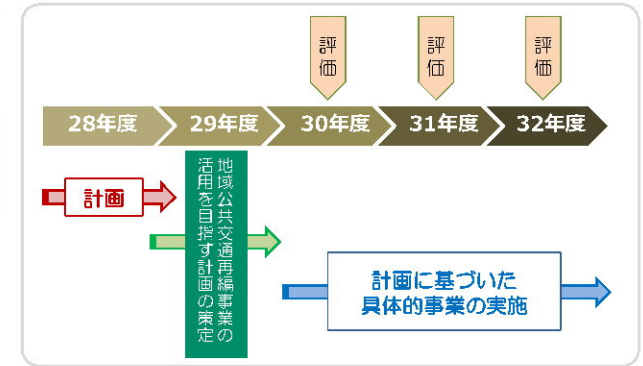 評価
評価
評価
28年度
29年度
30年度
31年度
32年度
計画
地域公共交通再編事業の
活用を目指す計画の策定
計画に基づいた
具体的事業の実施